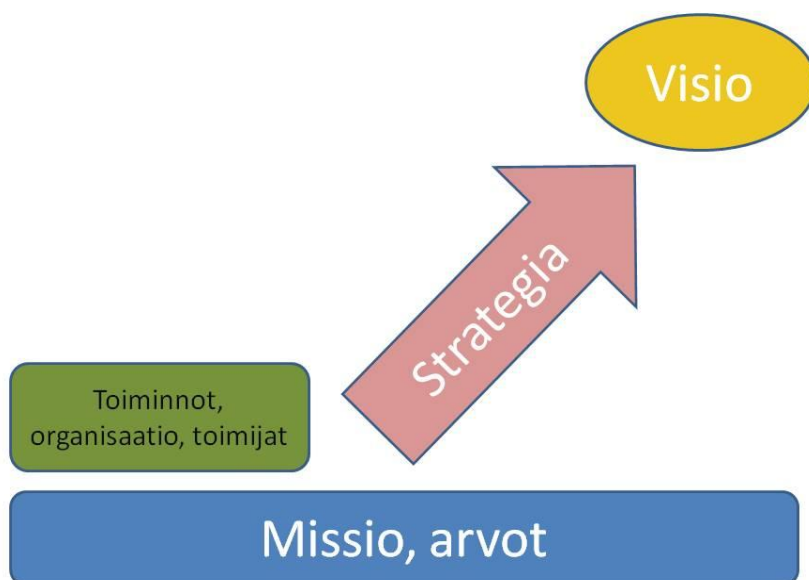 Visio
Strategia
Toiminnot,
organisaatio, toimijat
Missio, arvot